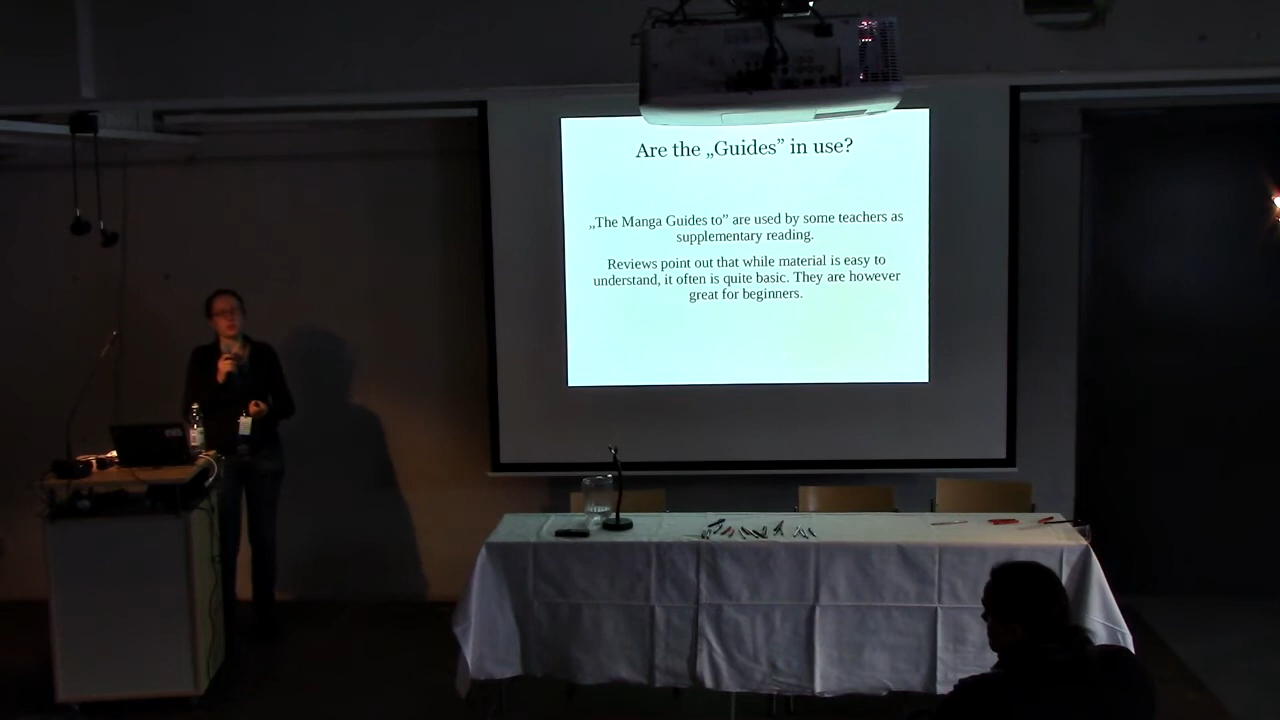 Are the „Guides” in use?
„The Manga Guides to” are used by some teachers as
supplementary reading.
Reviews point out that while material is easy to
understand, it often is quite basic. They are however
great for beginners.